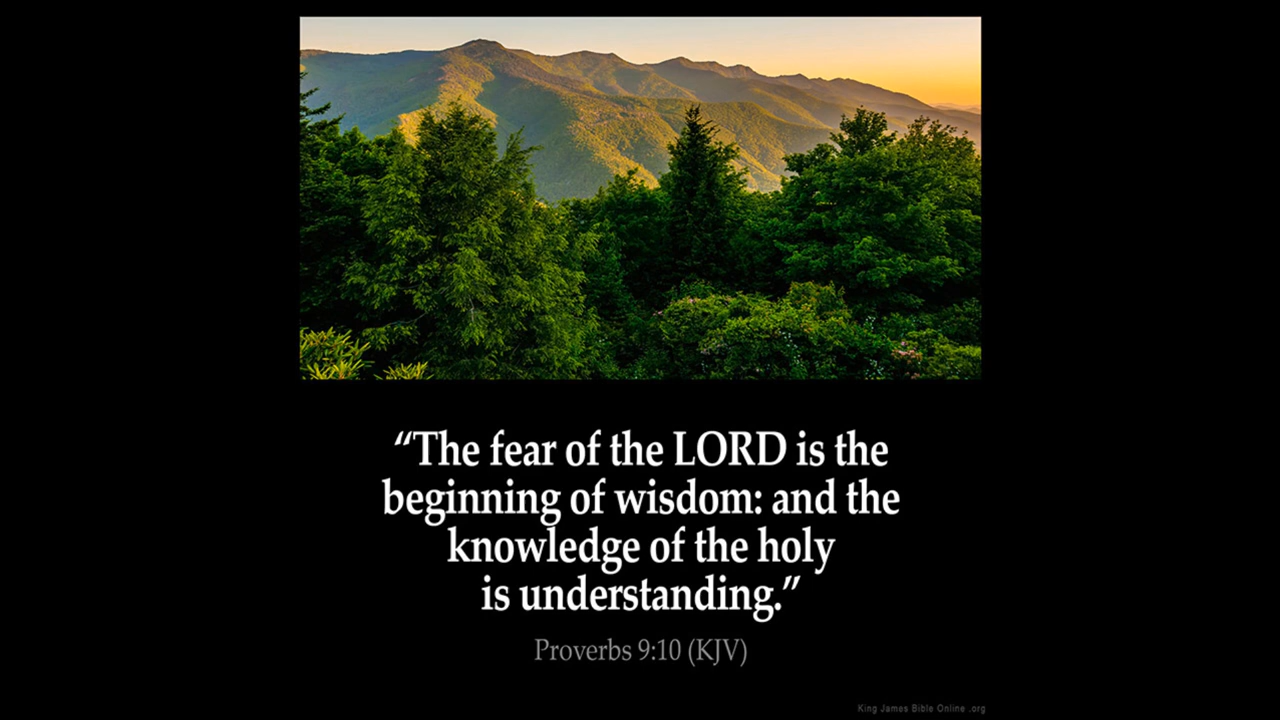 “The fear of the LORD is the
beginning of wisdom: and the
knowledge of the holy
is understanding.”
Proverbs 9:10 (KJV)
King James Bible Online .org